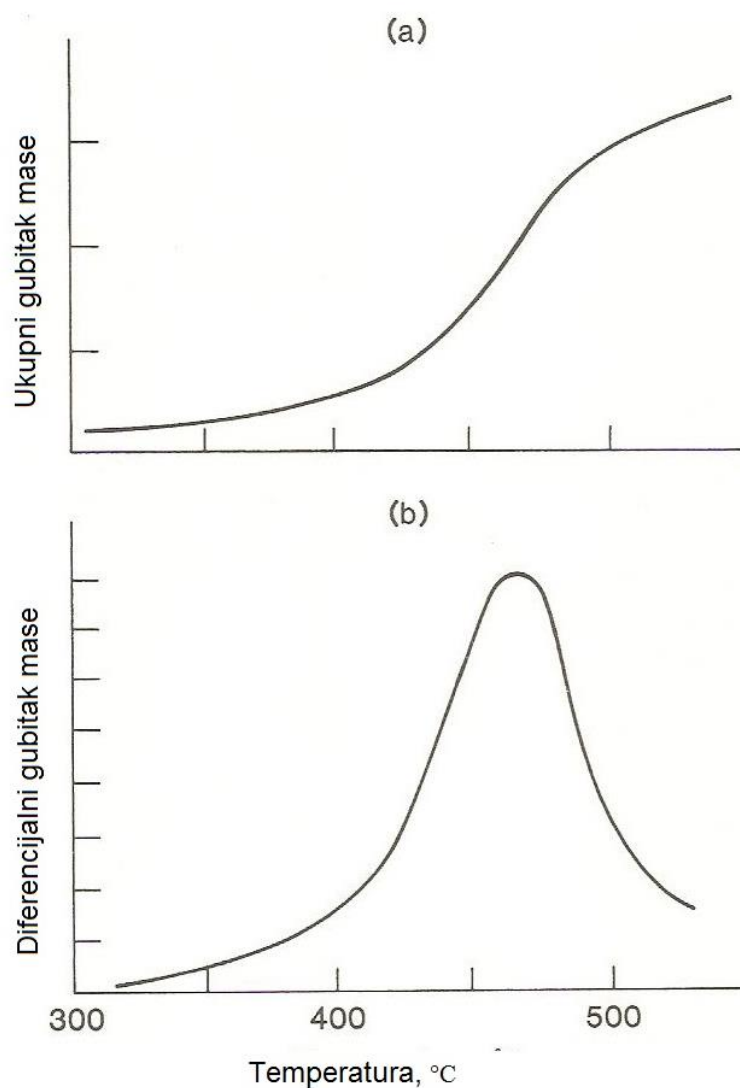 (a)
Ukupni gubitak mase
(b)
Diferencijalni gubitak mase
300 400 500
Temperatura, °C